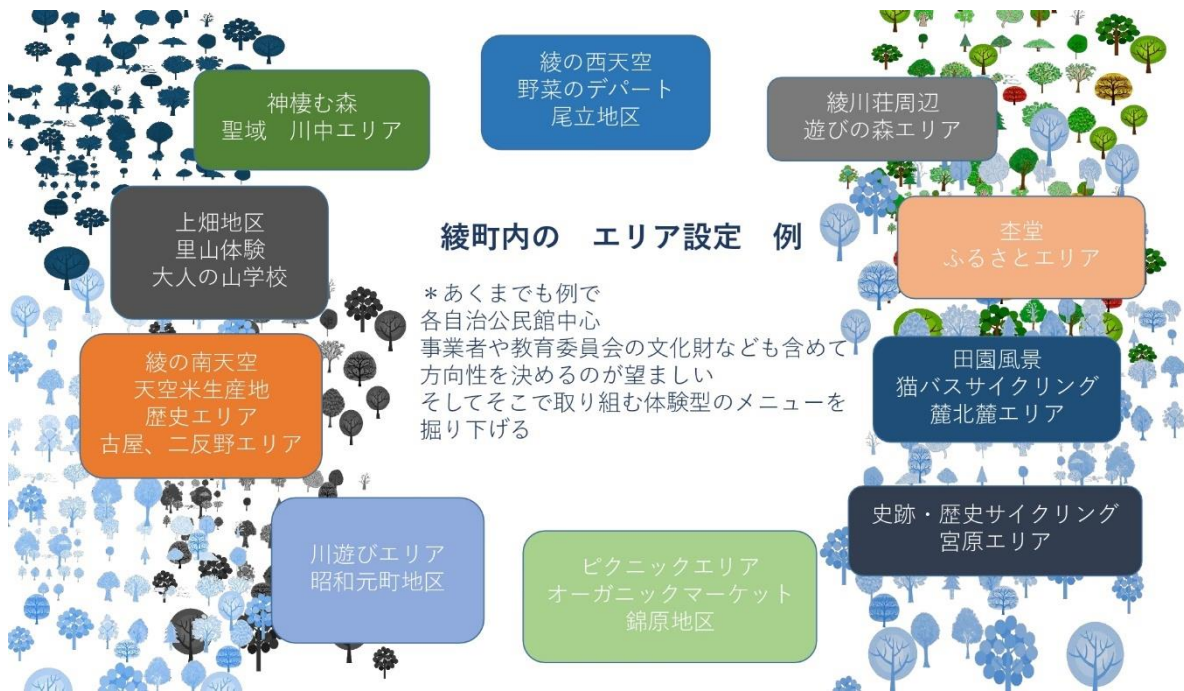 綾の西天空
野菜のデパート
尾立地区
神棲む森
聖域　川中エリア
綾川荘周辺
遊びの森エリア
上畑地区
里山体験
大人の山学校
綾町内の　エリア設定　例
杢堂
ふるさとエリア
＊あくまでも例で
各自治公民館中心
事業者や教育委員会の文化財なども含めて
方向性を決めるのが望ましい
そしてそこで取り組む体験型のメニューを
掘り下げる
綾の南天空
天空米生産地
歴史エリア
古屋、二反野エリア
田園風景
猫バスサイクリング
麓北麓エリア
川遊びエリア
昭和元町地区
ピクニックエリア
オーガニックマーケット
錦原地区
史跡・歴史サイクリング
宮原エリア